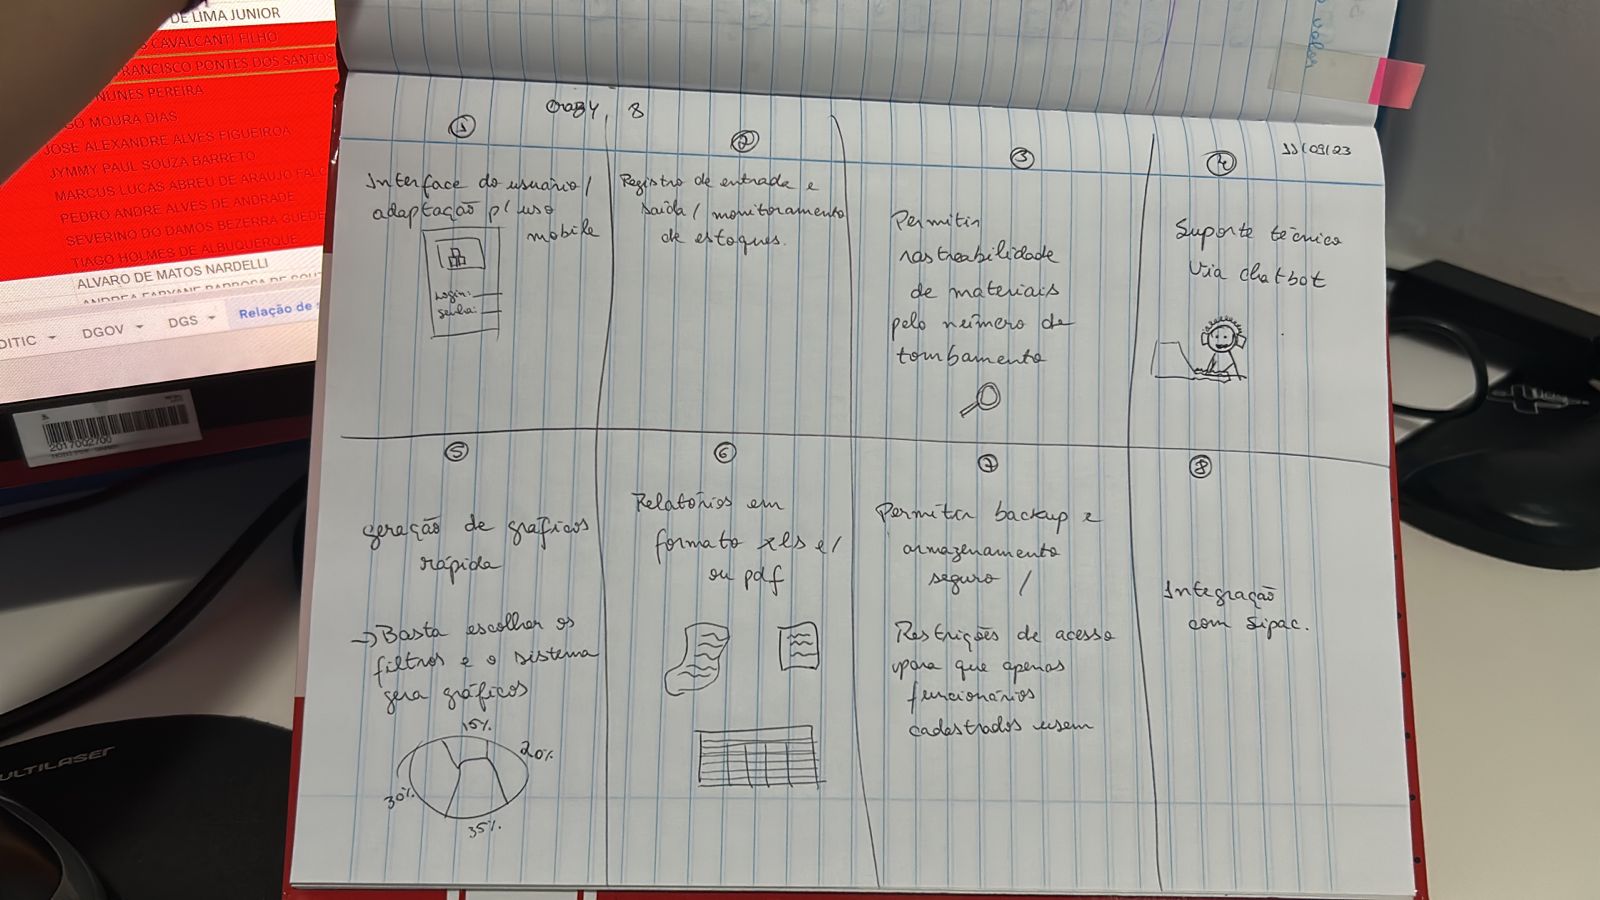 DE LIMA JUNIOR
CAVALCANTI FILHO
FRANCISCO PONTES DOS SANTOS
NUNES PEREIRA
GO MOURA DIAS
JOSE ALEXANDRE ALVES FIGUEIROA
JYMMY PAUL SOUZA BARRETO
MARCUS LUCAS ABREU DE ARAUJO FALC
PEDRO ANDRE ALVES DE ANDRADE
SEVERINO DO DAMOS BEZERRA GUEDE
TIAGO HOLMES DE ALBUQUERQUE
ALVARO DE MATOS NARDELLI
DITIC DGOV DGS Relação de
2017002700
ULTILASER
8
11/09/23
1
Interface do usuário/
adaptação p/ uso
mobile
Login:
Senha:
2
Registro de entrada e
saída/ monitoramento
de estoques.
3
Permitir
rastreabilidade
de materiais
pelo número de
tombamento
4
Suporte técnico
via chatbot
5
geração de gráficos
rápida
→ Basta escolher os
filtros e o sistema
gera gráficos
15%
20%
30%
35%
6
Relatórios em
formato xls e/
ou pdf
7
Permitir backup e
armazenamento
seguro /
Restrições de acesso
para que apenas
funcionários
cadastrados usem
8
Integração
com Sipac.